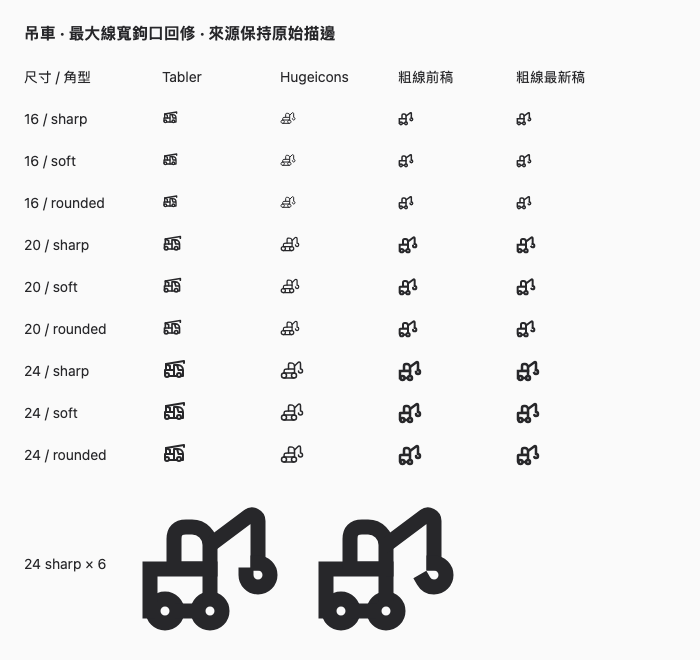 吊車 · 最大線寬鉤口回修 · 來源保持原始描邊
尺寸 / 角型 Tabler Hugeicons 粗線前稿 粗線最新稿
16 / sharp
16 / soft
16 / rounded
20 / sharp
20 / soft
20 / rounded
24 / sharp
24 / soft
24 / rounded
24 sharp × 6